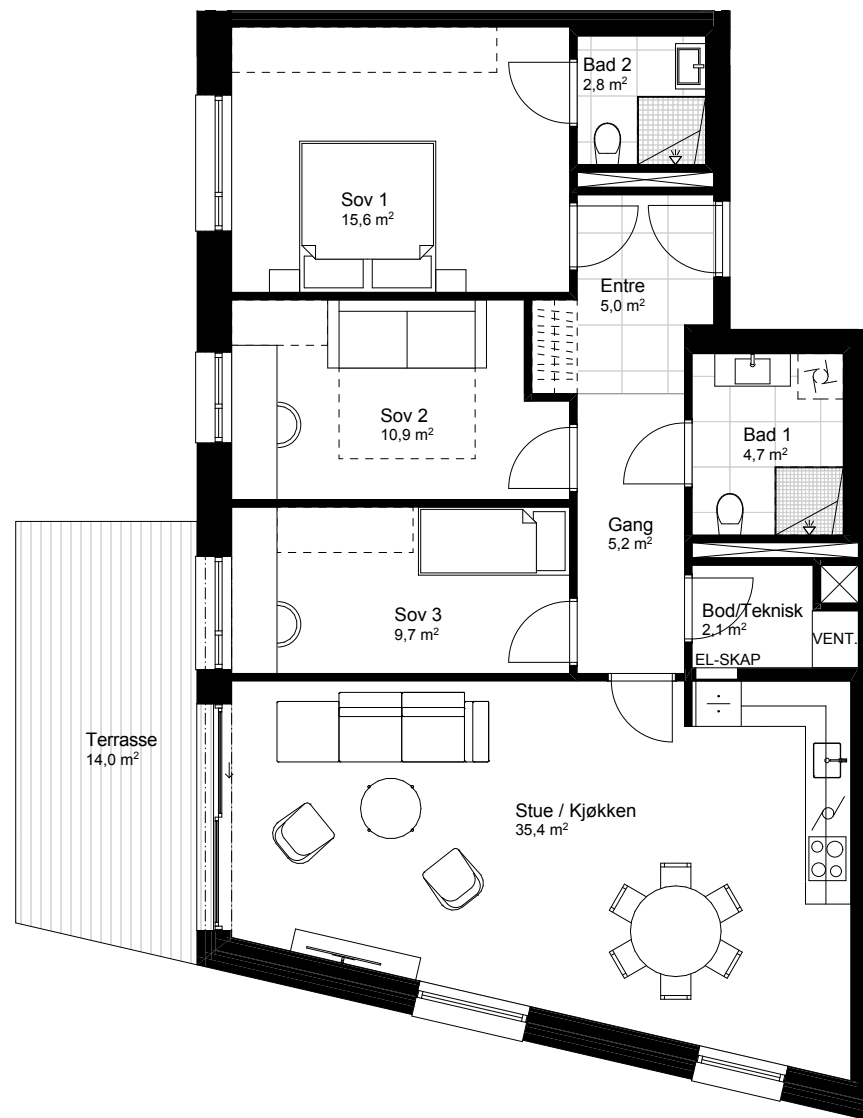 Bad 2
2,8 m²
Sov 1
15,6 m²
Entre
5,0 m²
Sov 2
10,9 m²
Bad 1
4,7 m²
Gang
5,2 m²
Sov 3
9,7 m²
Bod/Teknisk
2,1 m²
VENT.
EL-SKAP
Terrasse
14,0 m²
Stue / Kjøkken
35,4 m²